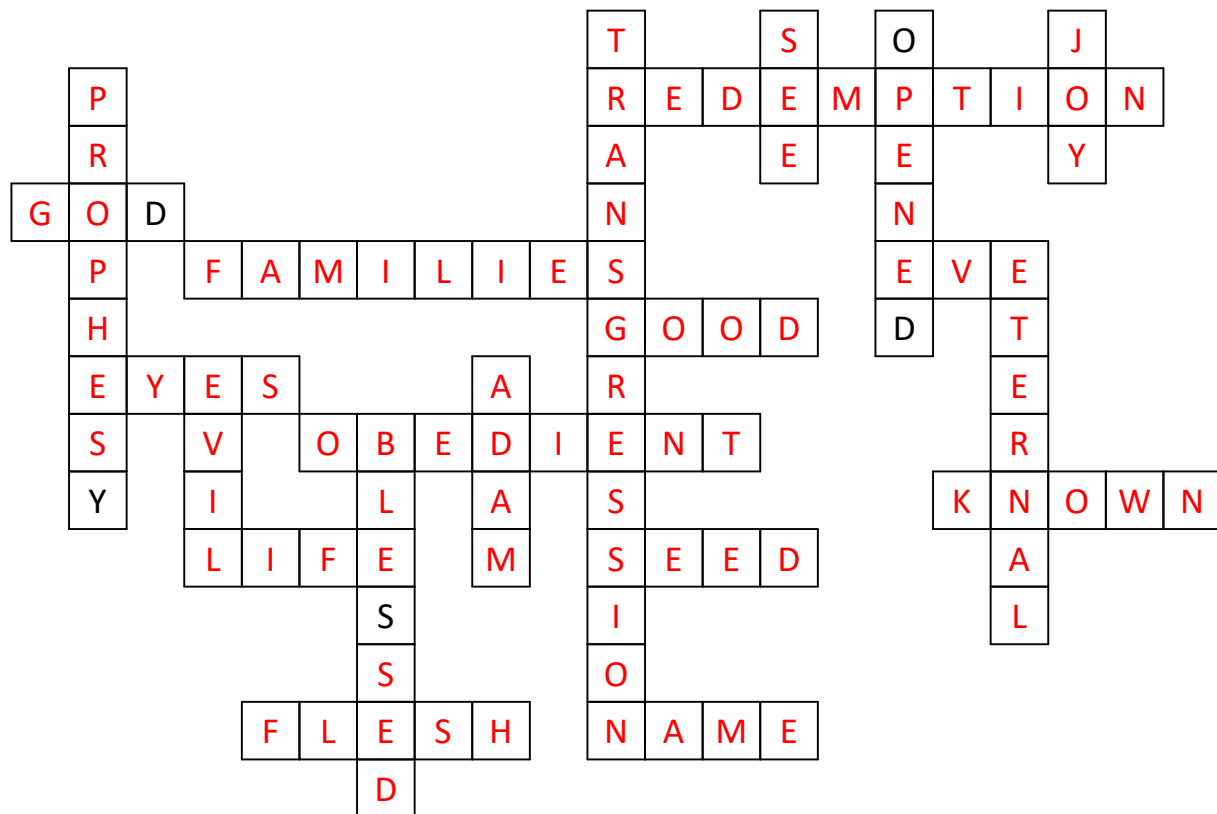 T S O J
P R E D E M P T I O N
R A E E Y
G O D N N
P F A M I L I E S E V E
H G O O D D T
E Y E S A R E
S V O B E D I E N T R
Y I L A S K N O W N
L I F E M S E E D A
S I L
S O
F L E S H N A M E
D